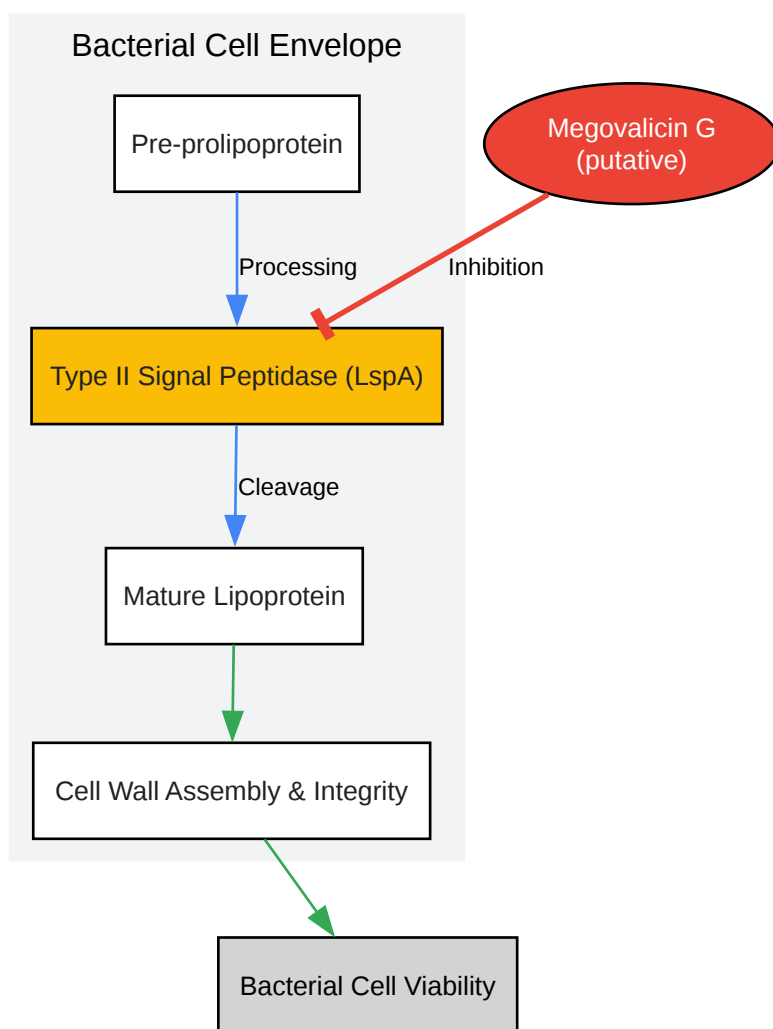 Bacterial Cell Envelope
Pre-prolipoprotein
Megovalicin G
(putative)
Processing
Inhibition
Type II Signal Peptidase (LspA)
Cleavage
Mature Lipoprotein
Cell Wall Assembly & Integrity
Bacterial Cell Viability